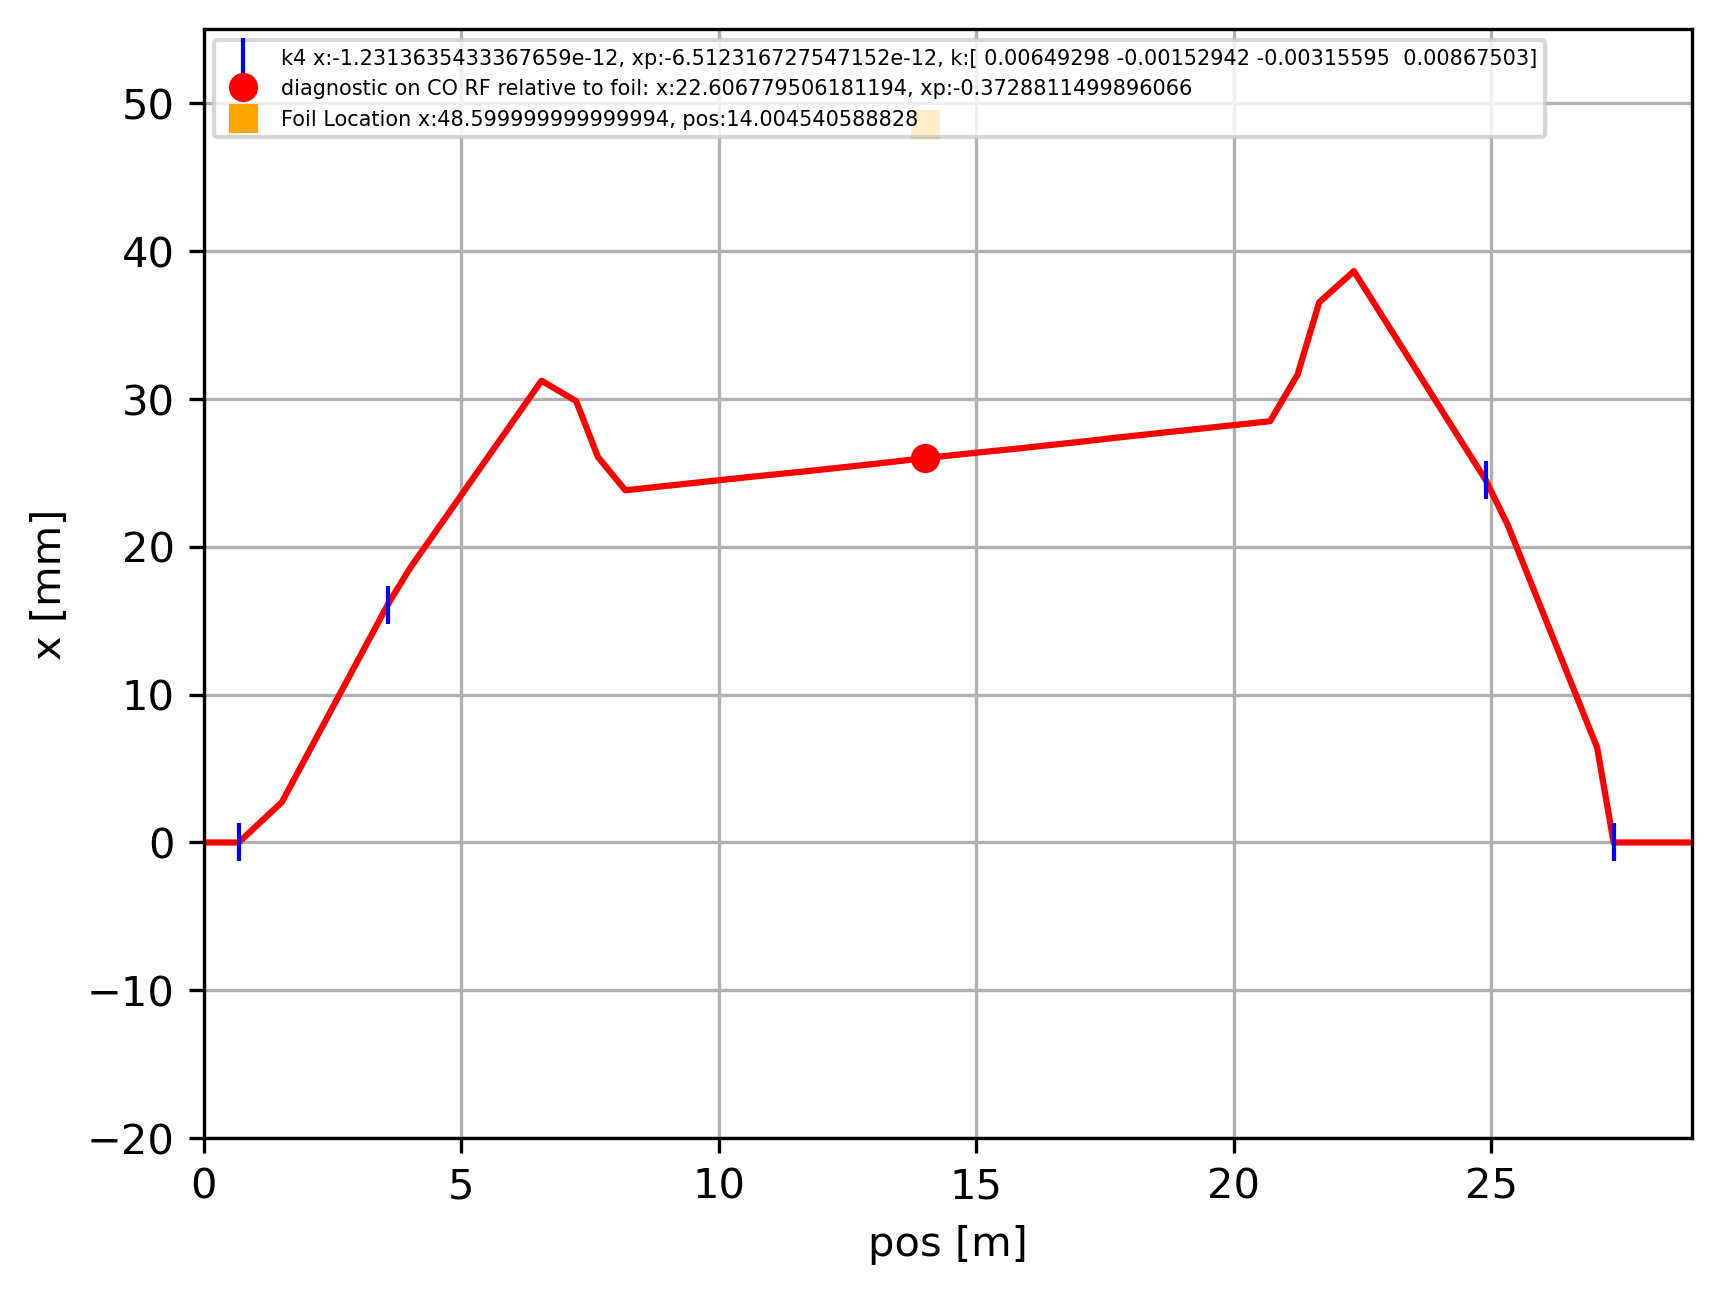 k4 x:-1.2313635433367659e-12, xp:-6.512316727547152e-12, k:[ 0.00649298 -0.00152942 -0.00315595  0.00867503]
diagnostic on CO RF relative to foil: x:22.606779506181194, xp:-0.3728811499896066
Foil Location x:48.599999999999994, pos:14.004540588828
50
40
30
20
10
0
−10
−20
x [mm]
0 5 10 15 20 25
pos [m]